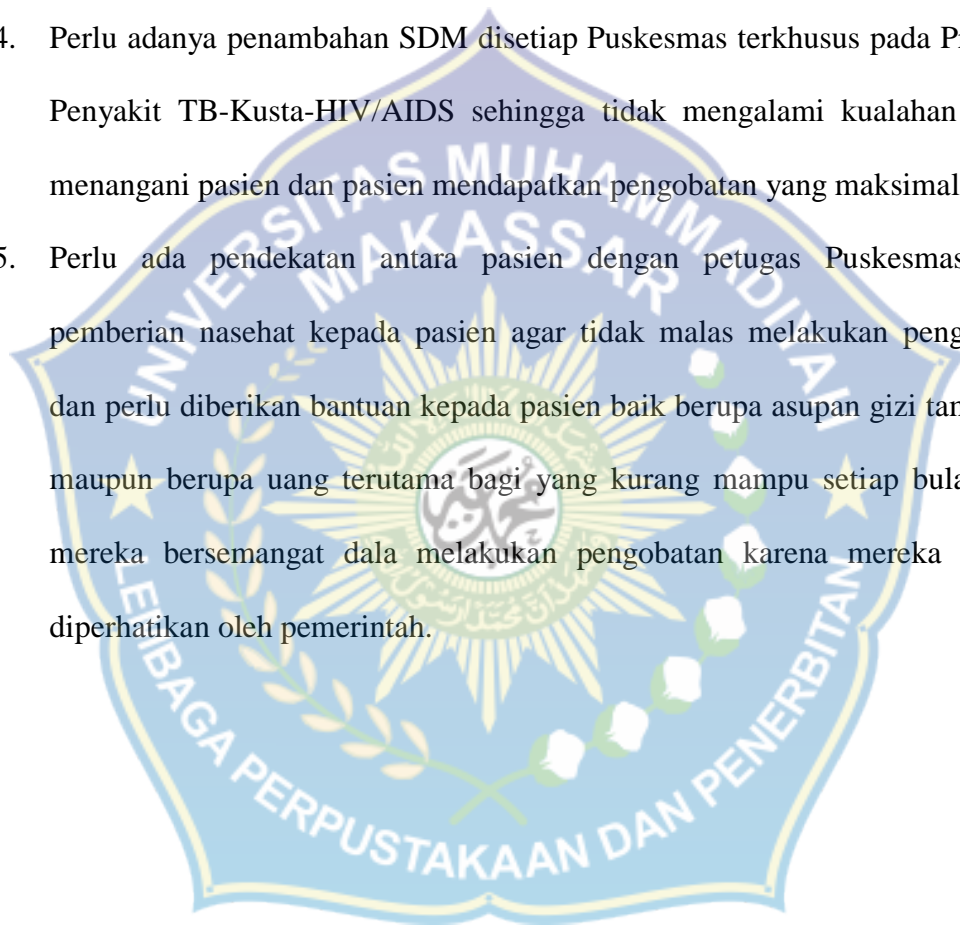 4. Perlu adanya penambahan SDM disetiap Puskesmas terkhusus pada
Penyakit TB-Kusta-HIV/AIDS sehingga tidak mengalami kualahan
menangani pasien dan pasien mendapatkan pengobatan yang maksimal
5. Perlu ada pendekatan antara pasien dengan petugas Puskesmas
pemberian nasehat kepada pasien agar tidak malas melakukan
dan perlu diberikan bantuan kepada pasien baik berupa asupan gizi
maupun berupa uang terutama bagi yang kurang mampu setiap
mereka bersemangat dala melakukan pengobatan karena mereka
diperhatikan oleh pemerintah.
UNIVERSITAS MUHAMMADIYAH
MAKASSAR
LEMBAGA PERPUSTAKAAN DAN PENERBITAN